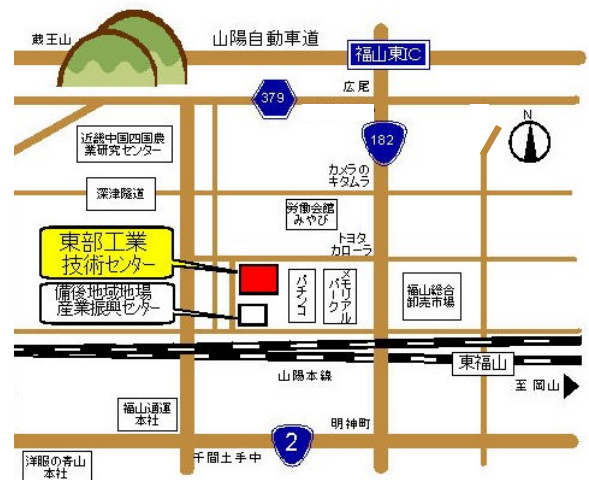 蔵王山
山陽自動車道
福山東IC
379
広尾
182
N
近畿中国四国農
業研究センター
カメラの
キタムラ
深津隧道
労働会館
みやび
東部工業
技術センター
トヨタ
カローラ
備後地域地場
産業振興センター
パチンコ
メモリアル
パーク
福山総合
卸売市場
東福山
山陽本線
至 岡山
福山通運
本社
明神町
2
千間土手中
洋服の青山
本社